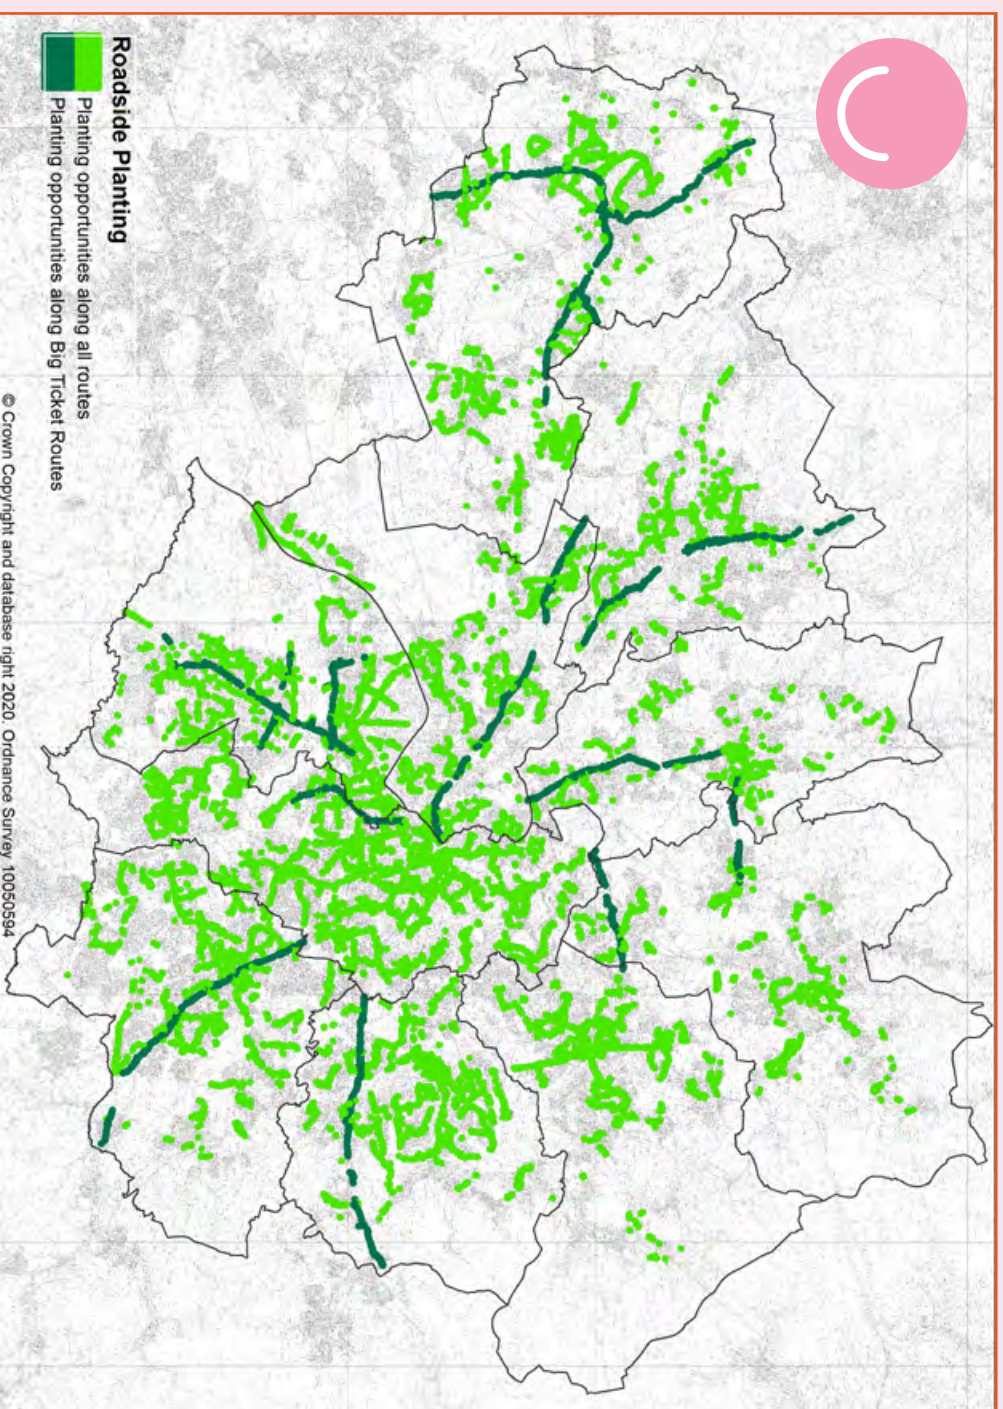 C
Roadside Planting
Planting opportunities along all routes
Planting opportunities along Big Ticket Routes
© Crown Copyright and database right 2020. Ordnance Survey 10050594